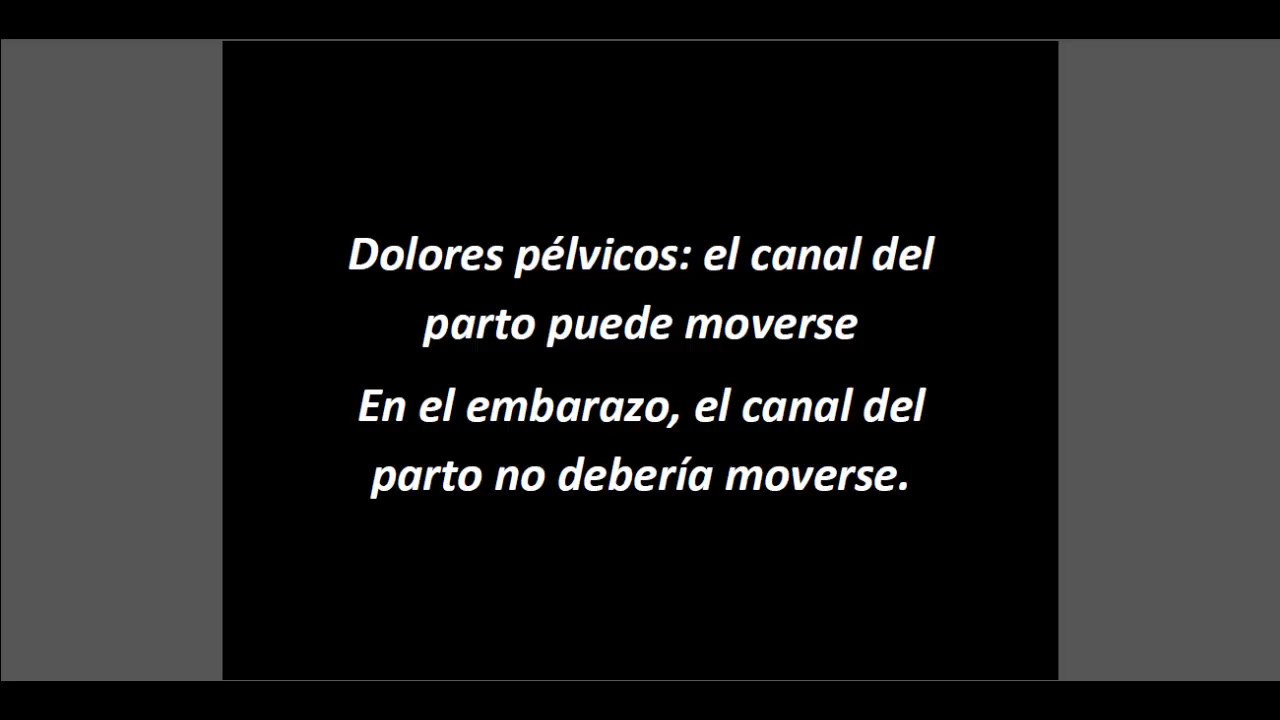 Dolores pélvicos: el canal del
parto puede moverse
En el embarazo, el canal del
parto no debería moverse.